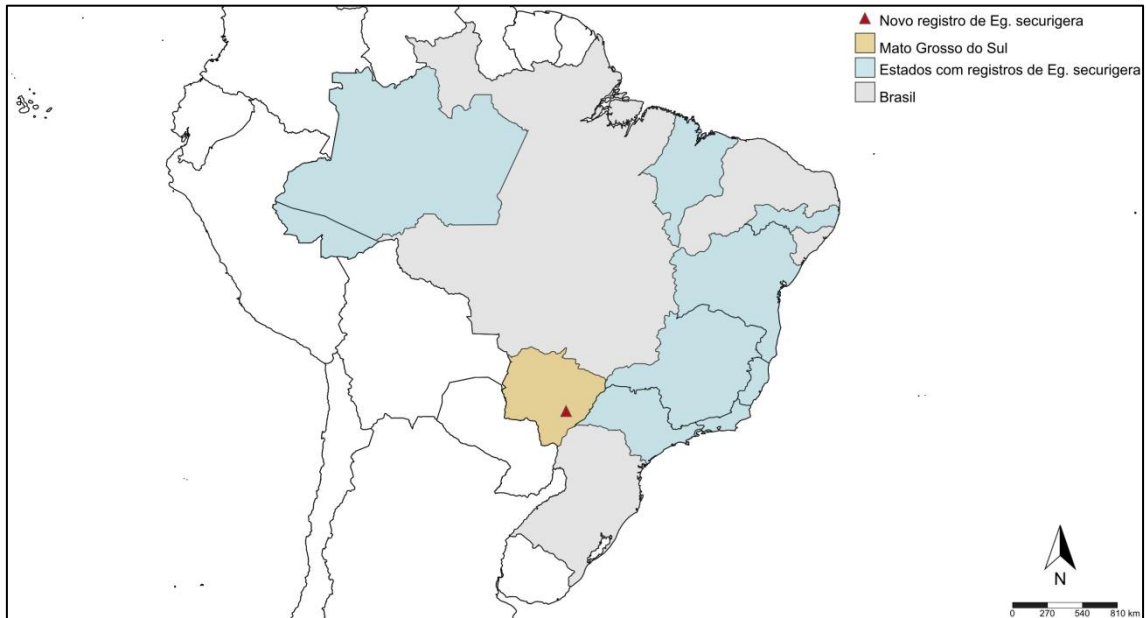 Novo registro de Eg. securigera
Mato Grosso do Sul
Estados com registros de Eg. securigera
Brasil
N
0 270 540 810 km